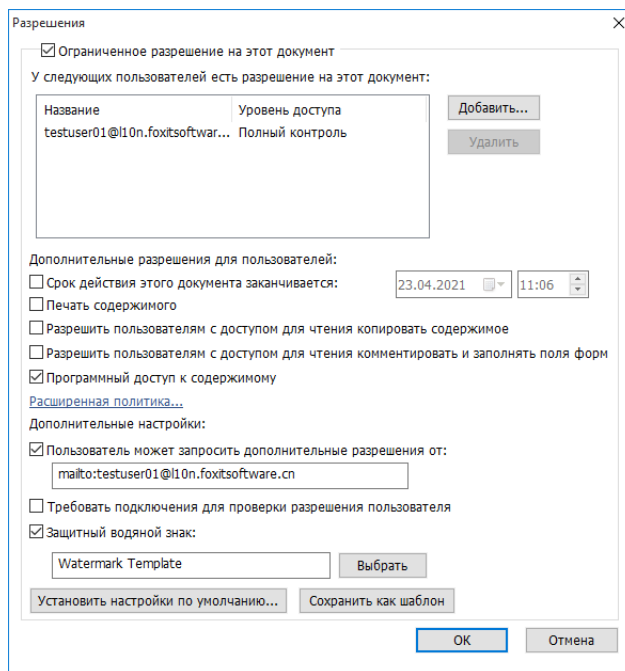 Разрешения
Ограниченное разрешение на этот документ
У следующих пользователей есть разрешение на этот документ:
Название Уровень доступа Добавить...
testuser01@l10n.foxitsoftwar... Полный контроль Удалить
Дополнительные разрешения для пользователей:
Срок действия этого документа заканчивается: 23.04.2021 11:06
Печать содержимого
Разрешить пользователям с доступом для чтения копировать содержимое
Разрешить пользователям с доступом для чтения комментировать и заполнять поля форм
Программный доступ к содержимому
Расширенная политика...
Дополнительные настройки:
Пользователь может запросить дополнительные разрешения от:
mailto:testuser01@l10n.foxitsoftware.cn
Требовать подключения для проверки разрешения пользователя
Защитный водяной знак:
Watermark Template Выбрать
Установить настройки по умолчанию... Сохранить как шаблон
ОК Отмена